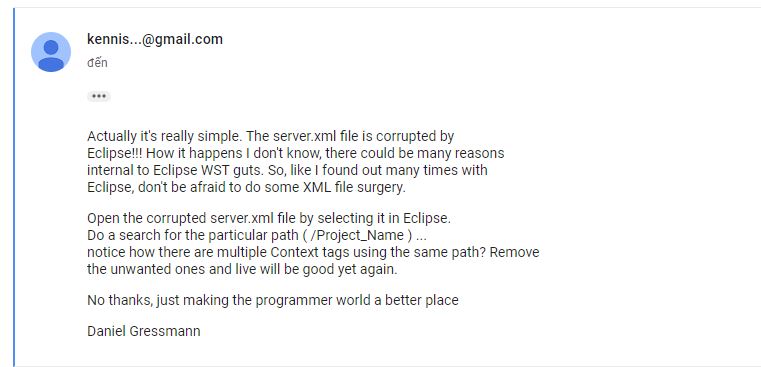 kennis...@gmail.com
đến
•••
Actually it's really simple. The server.xml file is corrupted by
Eclipse!!! How it happens I don't know, there could be many reasons
internal to Eclipse WST guts. So, like I found out many times with
Eclipse, don't be afraid to do some XML file surgery.
Open the corrupted server.xml file by selecting it in Eclipse.
Do a search for the particular path ( /Project_Name ) ...
notice how there are multiple Context tags using the same path? Remove
the unwanted ones and live will be good yet again.
No thanks, just making the programmer world a better place
Daniel Gressmann